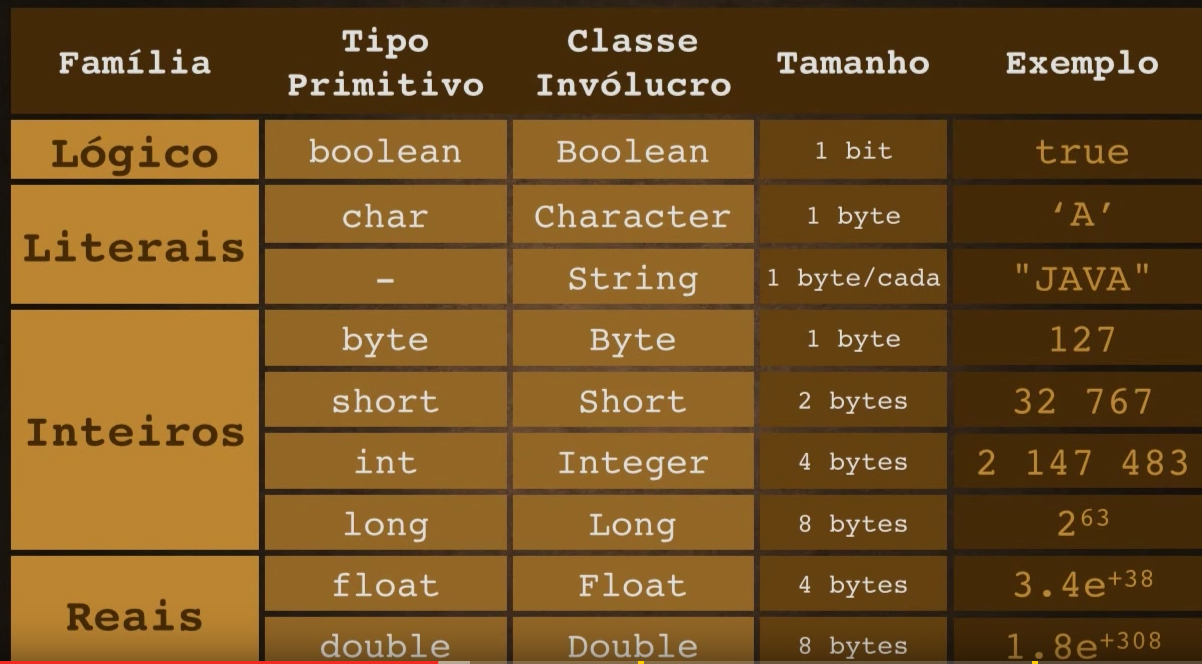 Família Tipo Primitivo Classe Invólucro Tamanho Exemplo
Lógico boolean Boolean 1 bit true
Literais char Character 1 byte ‘A’
– String 1 byte/cada "JAVA"
Inteiros byte Byte 1 byte 127
short Short 2 bytes 32 767
int Integer 4 bytes 2 147 483
long Long 8 bytes 2⁶³
Reais float Float 4 bytes 3.4e⁺³⁸
double Double 8 bytes 1.8e⁺³⁰⁸